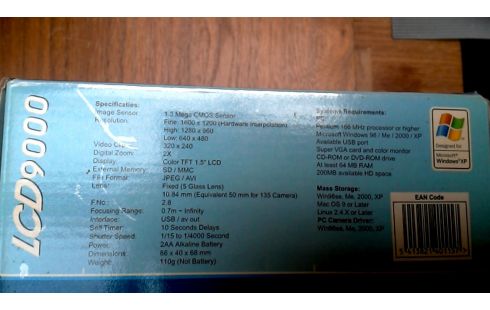 LCD9000
Specificaties:
Image Sensor 1.3 Mega CMOS Sensor
Resolution: Fine: 1600 x 1200 (Hardware Interpolation)
High: 1280 x 960
Low: 640 x 480
Video Clip: 320 x 240
Digital Zoom: 2X
Display: Color TFT 1.5" LCD
External Memory: SD / MMC
File Format: JPEG / AVI
Lens: Fixed (5 Glass Lens)
10.84 mm (Equivalent 50mm for 135 Camera)
F.No.: 2.8
Focusing Range: 0.7m ~ Infinity
Interface: USB / av out
Self Timer: 10 Seconds Delays
Shutter Speed: 1/15 to 1/4000 Second
Power: 2AA Alkaline Battery
Dimensions: 66 x 40 x 66 mm
Weight: 110g (Not Battery)
Systems Requirements:
PC
Pentium 166 MHz processor or higher
Microsoft Windows 98 / Me / 2000 / XP
Available USB port
Super VGA card and color monitor
CD-ROM or DVD-ROM drive
At least 64 MB RAM
200MB available HD space
Mass Storage:
Win98se, Me, 2000, XP
Mac OS 9 or Later
Linux 2.4.X or Later
PC Camera Driver:
Win98se, Me, 2000, XP
Designed for
Microsoft
Windows XP
EAN Code